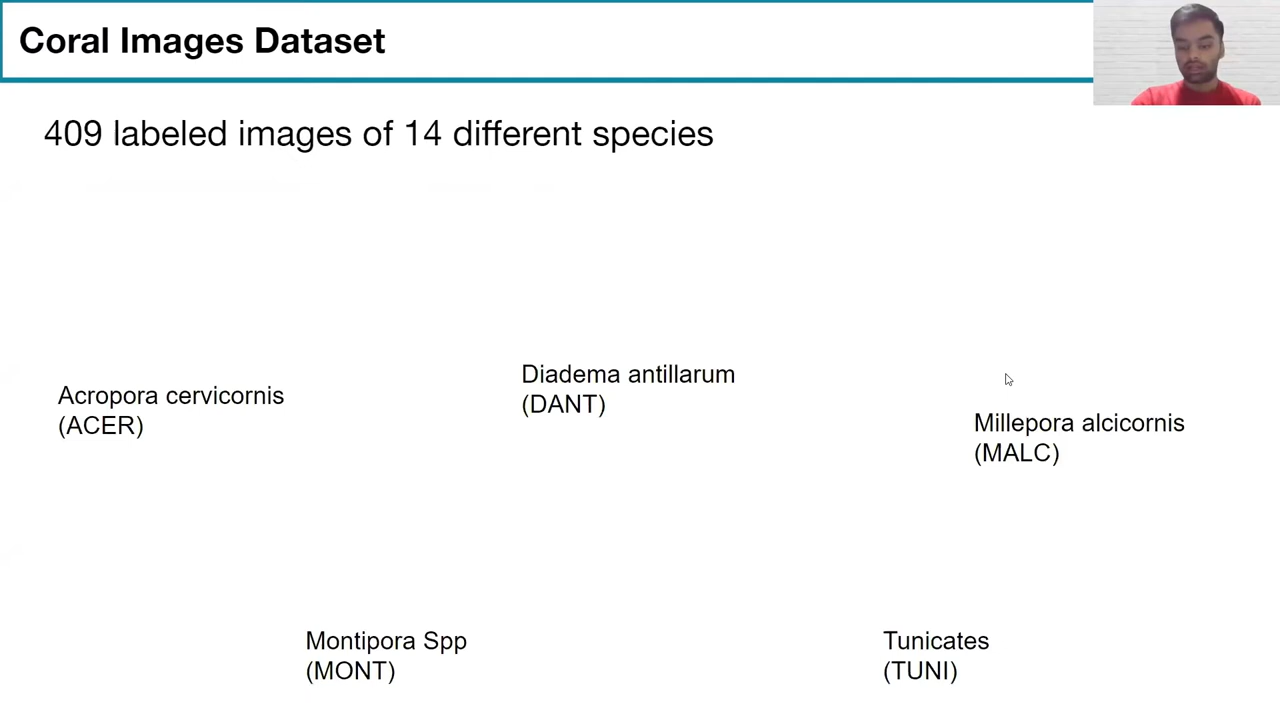 Coral Images Dataset
409 labeled images of 14 different species
Acropora cervicornis
(ACER)
Diadema antillarum
(DANT)
Millepora alcicornis
(MALC)
Montipora Spp
(MONT)
Tunicates
(TUNI)